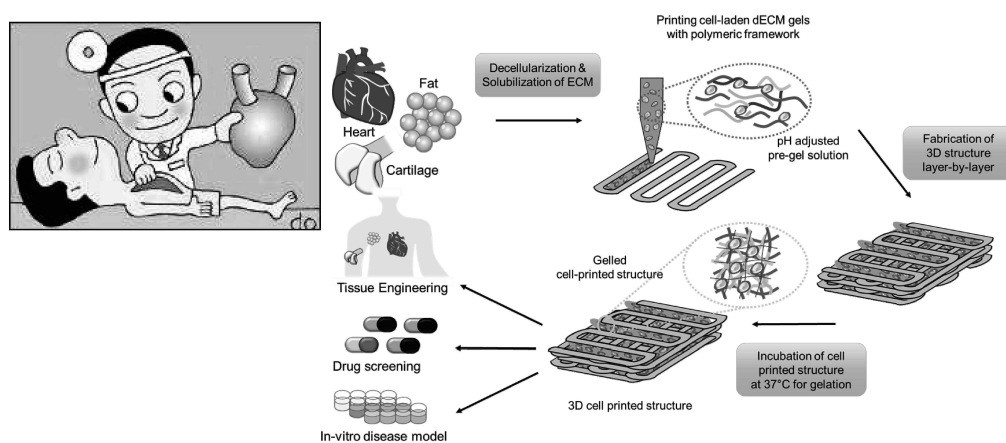 Printing cell-laden dECM gels
with polymeric framework
Decellularization &
Solubilization of ECM
Fat
Heart
Cartilage
pH adjusted
pre-gel solution
Fabrication of
3D structure
layer-by-layer
Gelled
cell-printed structure
Tissue Engineering
Drug screening
In-vitro disease model
3D cell printed structure
Incubation of cell
printed structure
at 37°C for gelation
do